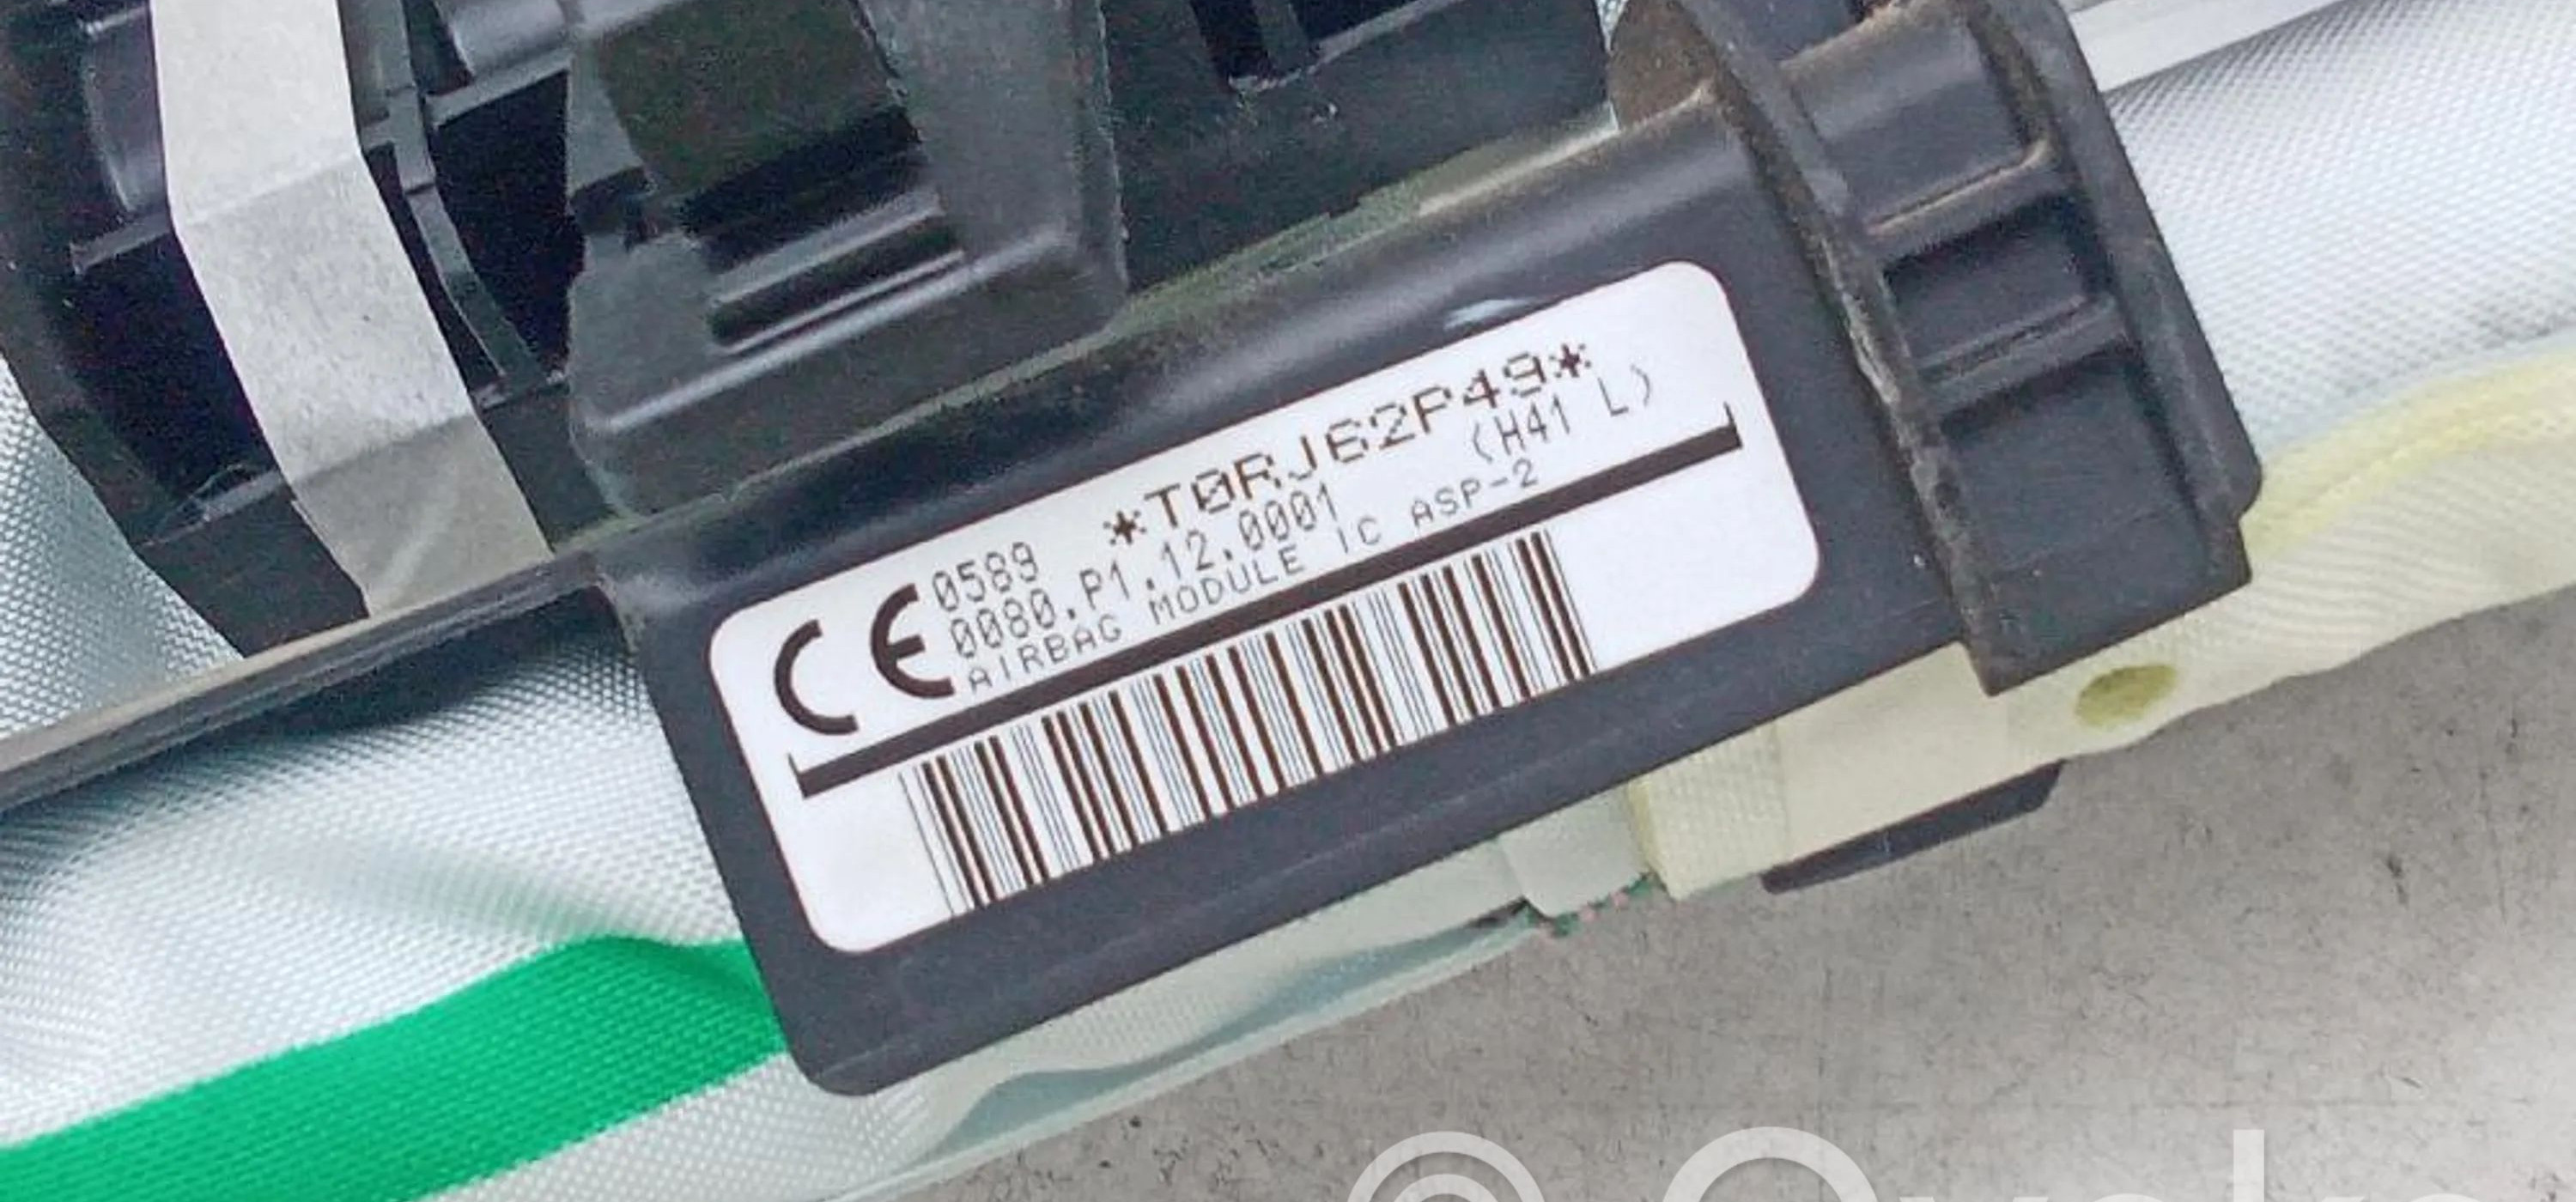 CE 0589 *T0RJ62P49*
0080.P1.12.0001 (H41 L)
AIRBAG MODULE IC ASP-2